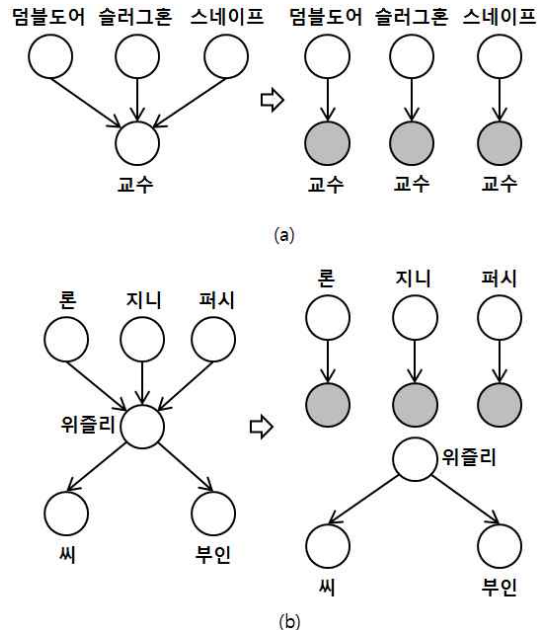 덤블도어 슬러그혼 스네이프 덤블도어 슬러그혼 스네이프
교수 교수 교수 교수
(a)
론 지니 퍼시 론 지니 퍼시
위즐리 위즐리
씨 부인 씨 부인
(b)